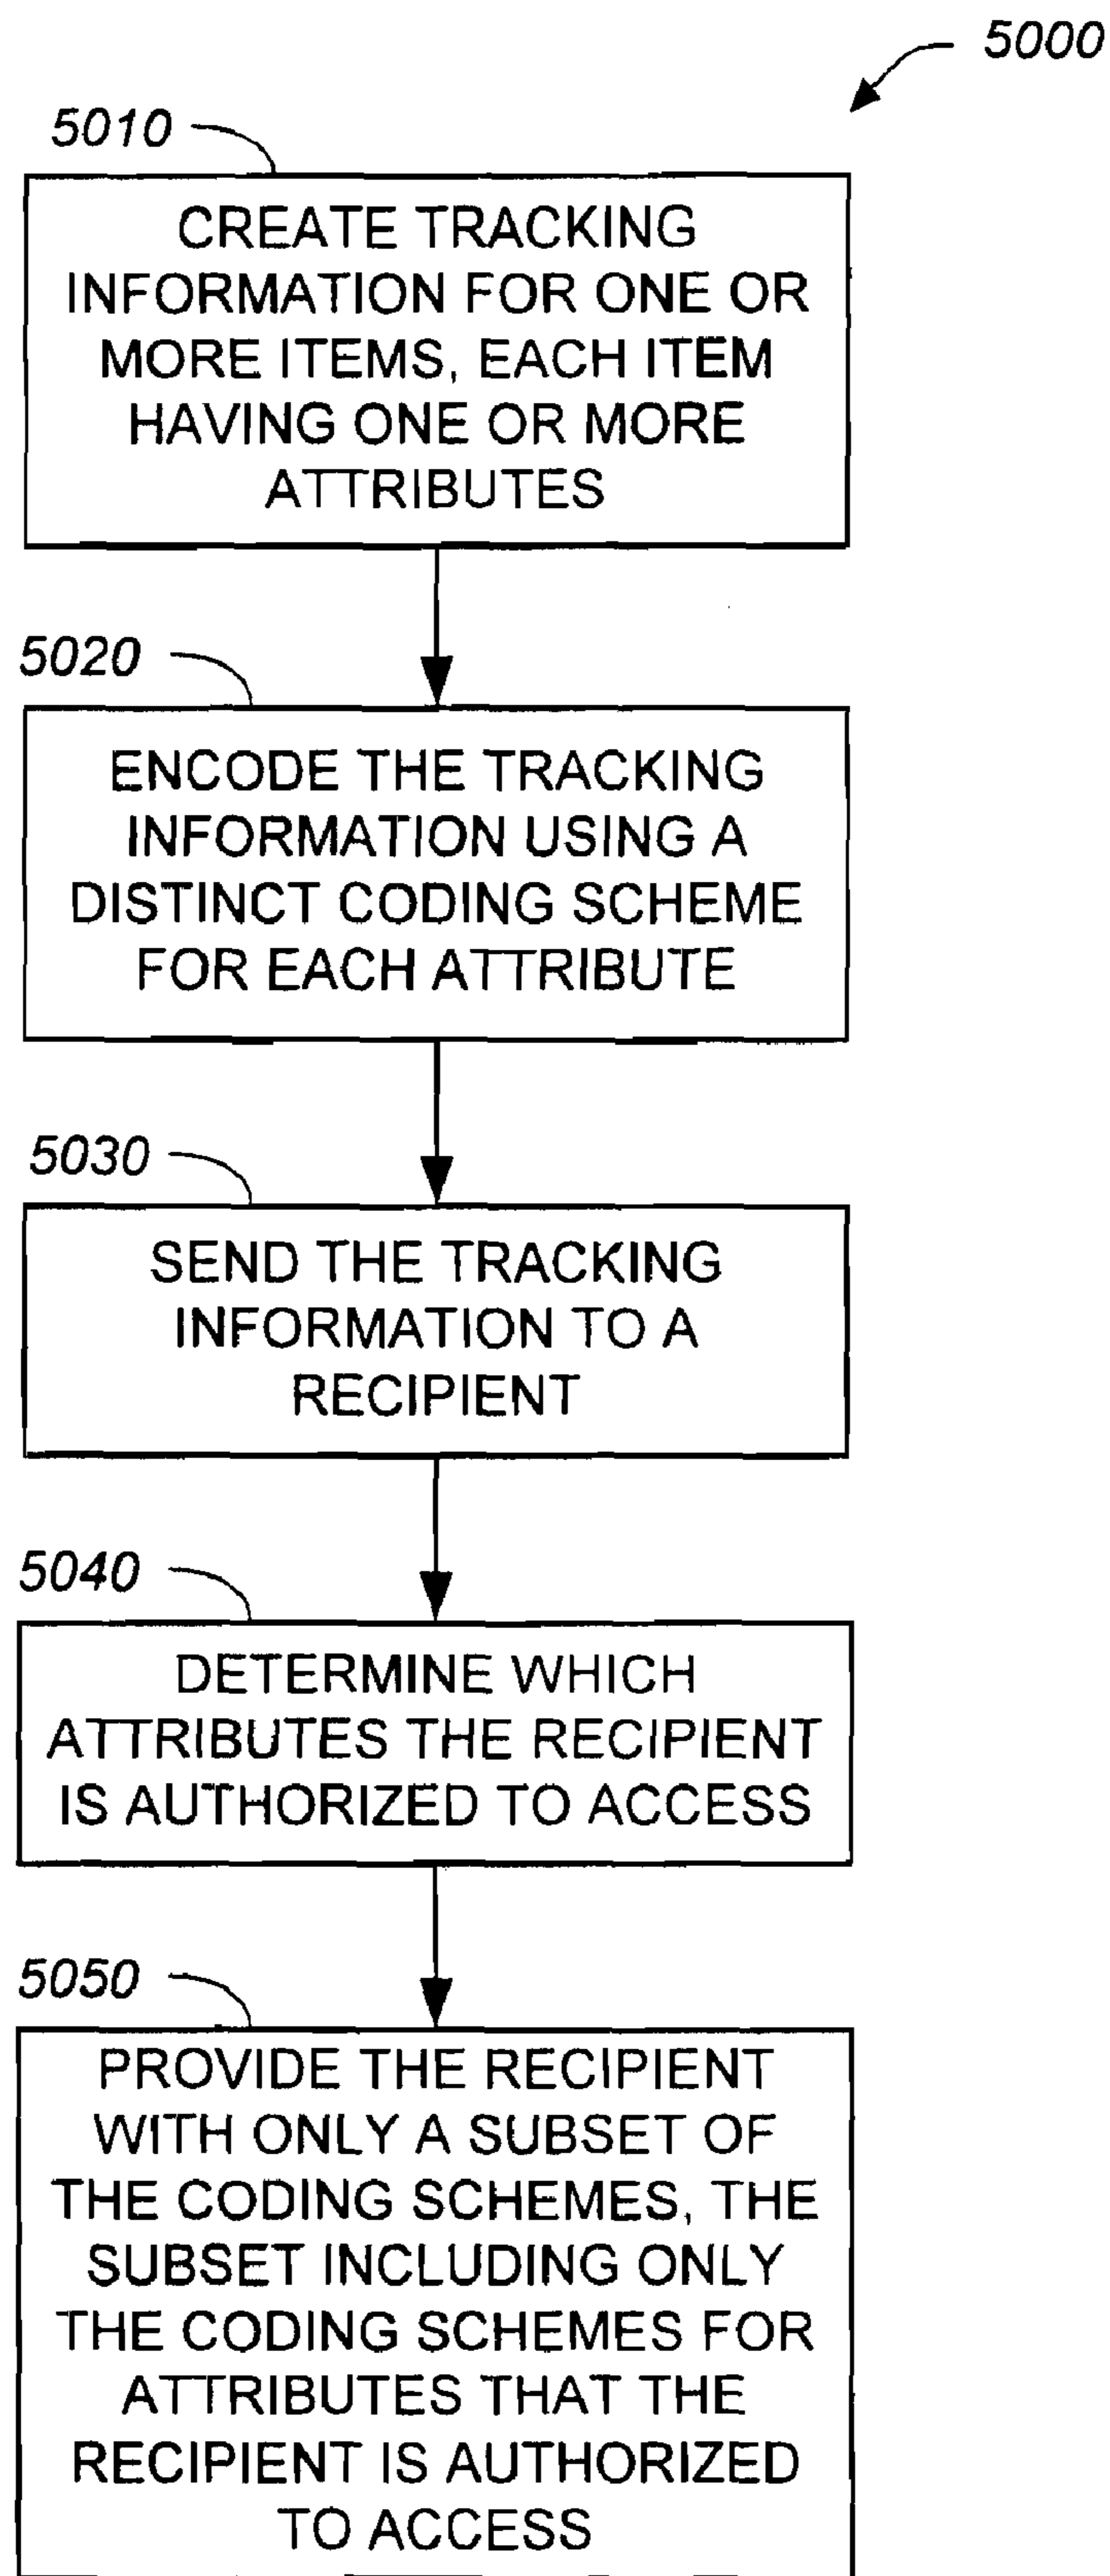 5000
5010
CREATE TRACKING
INFORMATION FOR ONE OR
MORE ITEMS, EACH ITEM
HAVING ONE OR MORE
ATTRIBUTES
5020
ENCODE THE TRACKING
INFORMATION USING A
DISTINCT CODING SCHEME
FOR EACH ATTRIBUTE
5030
SEND THE TRACKING
INFORMATION TO A
RECIPIENT
5040
DETERMINE WHICH
ATTRIBUTES THE RECIPIENT
IS AUTHORIZED TO ACCESS
5050
PROVIDE THE RECIPIENT
WITH ONLY A SUBSET OF
THE CODING SCHEMES, THE
SUBSET INCLUDING ONLY
THE CODING SCHEMES FOR
ATTRIBUTES THAT THE
RECIPIENT IS AUTHORIZED
TO ACCESS